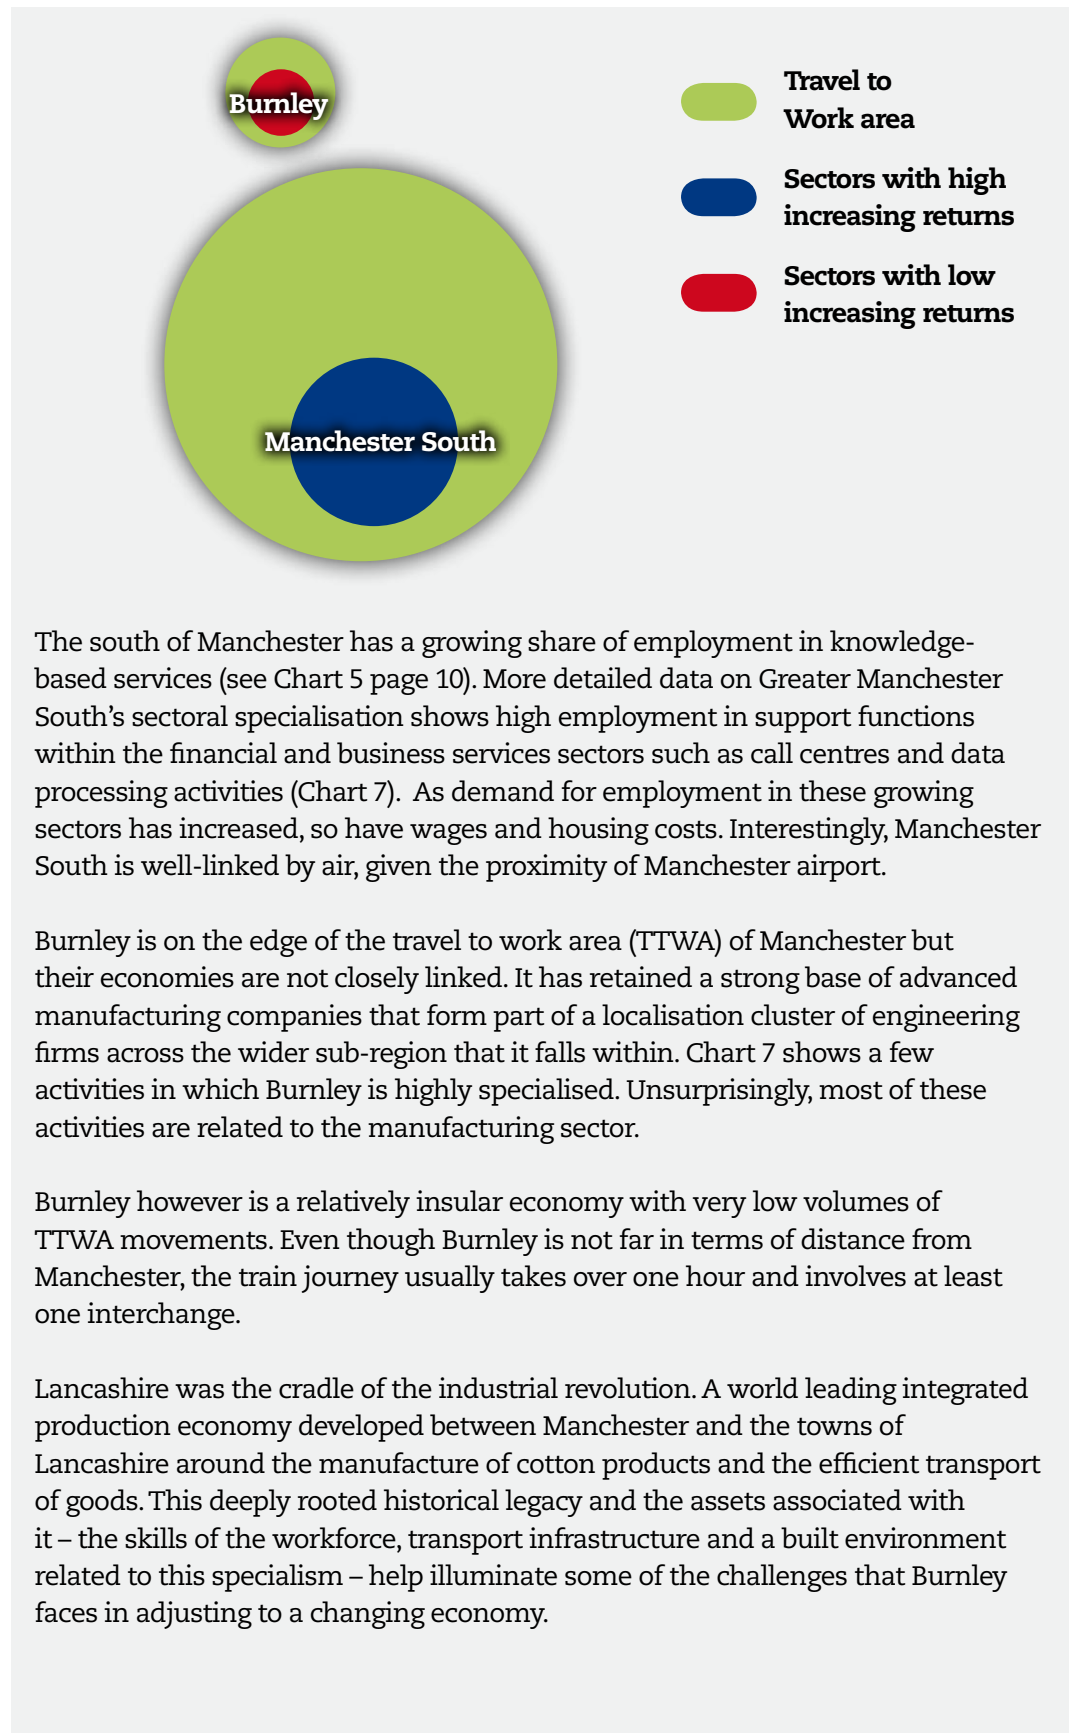 Burnley
Travel to
Work area
Sectors with high
increasing returns
Sectors with low
increasing returns
Manchester South
The south of Manchester has a growing share of employment in knowledge-
based services (see Chart 5 page 10). More detailed data on Greater Manchester
South’s sectoral specialisation shows high employment in support functions
within the financial and business services sectors such as call centres and data
processing activities (Chart 7).  As demand for employment in these growing
sectors has increased, so have wages and housing costs. Interestingly, Manchester
South is well-linked by air, given the proximity of Manchester airport.
Burnley is on the edge of the travel to work area (TTWA) of Manchester but
their economies are not closely linked. It has retained a strong base of advanced
manufacturing companies that form part of a localisation cluster of engineering
firms across the wider sub-region that it falls within. Chart 7 shows a few
activities in which Burnley is highly specialised. Unsurprisingly, most of these
activities are related to the manufacturing sector.
Burnley however is a relatively insular economy with very low volumes of
TTWA movements. Even though Burnley is not far in terms of distance from
Manchester, the train journey usually takes over one hour and involves at least
one interchange.
Lancashire was the cradle of the industrial revolution. A world leading integrated
production economy developed between Manchester and the towns of
Lancashire around the manufacture of cotton products and the efficient transport
of goods. This deeply rooted historical legacy and the assets associated with
it – the skills of the workforce, transport infrastructure and a built environment
related to this specialism – help illuminate some of the challenges that Burnley
faces in adjusting to a changing economy.